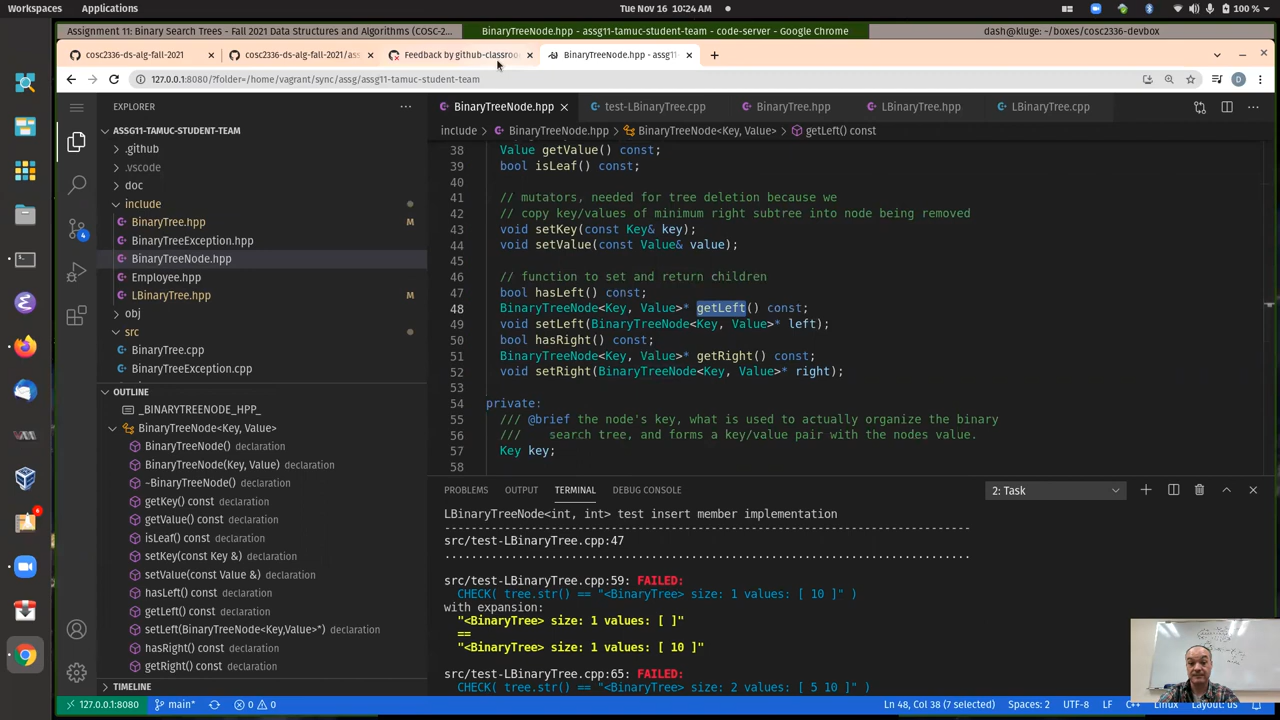 Workspaces Applications Tue Nov 16 10:24 AM 100 %
Assignment 11: Binary Search Trees - Fall 2021 Data Structures and Algorithms (COSC-2... BinaryTreeNode.hpp - assg11-tamuc-student-team - code-server - Google Chrome dash@kluge: ~/boxes/cosc2336-devbox
cosc2336-ds-alg-fall-2021 cosc2336-ds-alg-fall-2021/ass Feedback by github-classroo BinaryTreeNode.hpp - assg11-
127.0.0.1:8080/?folder=/home/vagrant/sync/assg/assg11-tamuc-student-team
EXPLORER
BinaryTreeNode.hpp test-LBinaryTree.cpp BinaryTree.hpp LBinaryTree.hpp LBinaryTree.cpp
include BinaryTreeNode.hpp BinaryTreeNode<Key, Value> getLeft() const
ASSG11-TAMUC-STUDENT-TEAM
.github
.vscode
doc
include
BinaryTree.hpp M
BinaryTreeException.hpp
BinaryTreeNode.hpp
Employee.hpp
LBinaryTree.hpp M
obj
src
BinaryTree.cpp
BinaryTreeException.cpp
4
6
D
OUTLINE
_BINARYTREENODE_HPP_
BinaryTreeNode<Key, Value>
BinaryTreeNode() declaration
BinaryTreeNode(Key, Value) declaration
~BinaryTreeNode() declaration
getKey() const declaration
getValue() const declaration
isLeaf() const declaration
setKey(const Key &) declaration
setValue(const Value &) declaration
hasLeft() const declaration
getLeft() const declaration
setLeft(BinaryTreeNode<Key,Value>*) declaration
hasRight() const declaration
getRight() const declaration
TIMELINE
38 Value getValue() const;
39 bool isLeaf() const;
40
41 // mutators, needed for tree deletion because we
42 // copy key/values of minimum right subtree into node being removed
43 void setKey(const Key& key);
44 void setValue(const Value& value);
45
46 // function to set and return children
47 bool hasLeft() const;
48 BinaryTreeNode<Key, Value>* getLeft() const;
49 void setLeft(BinaryTreeNode<Key, Value>* left);
50 bool hasRight() const;
51 BinaryTreeNode<Key, Value>* getRight() const;
52 void setRight(BinaryTreeNode<Key, Value>* right);
53
54 private:
55 /// @brief the node's key, what is used to actually organize the binary
56 /// search tree, and forms a key/value pair with the nodes value.
57 Key key;
58
PROBLEMS OUTPUT TERMINAL DEBUG CONSOLE 2: Task
LBinaryTreeNode<int, int> test insert member implementation
-------------------------------------------------------------------------------
src/test-LBinaryTree.cpp:47
...............................................................................
src/test-LBinaryTree.cpp:59: FAILED:
CHECK( tree.str() == "<BinaryTree> size: 1 values: [ 10 ]" )
with expansion:
"<BinaryTree> size: 1 values: [ ]"
==
"<BinaryTree> size: 1 values: [ 10 ]"
src/test-LBinaryTree.cpp:65: FAILED:
CHECK( tree.str() == "<BinaryTree> size: 2 values: [ 5 10 ]" )
127.0.0.1:8080 main* 0 0 Ln 48, Col 38 (7 selected) Spaces: 2 UTF-8 LF C++ Linux Layout: us